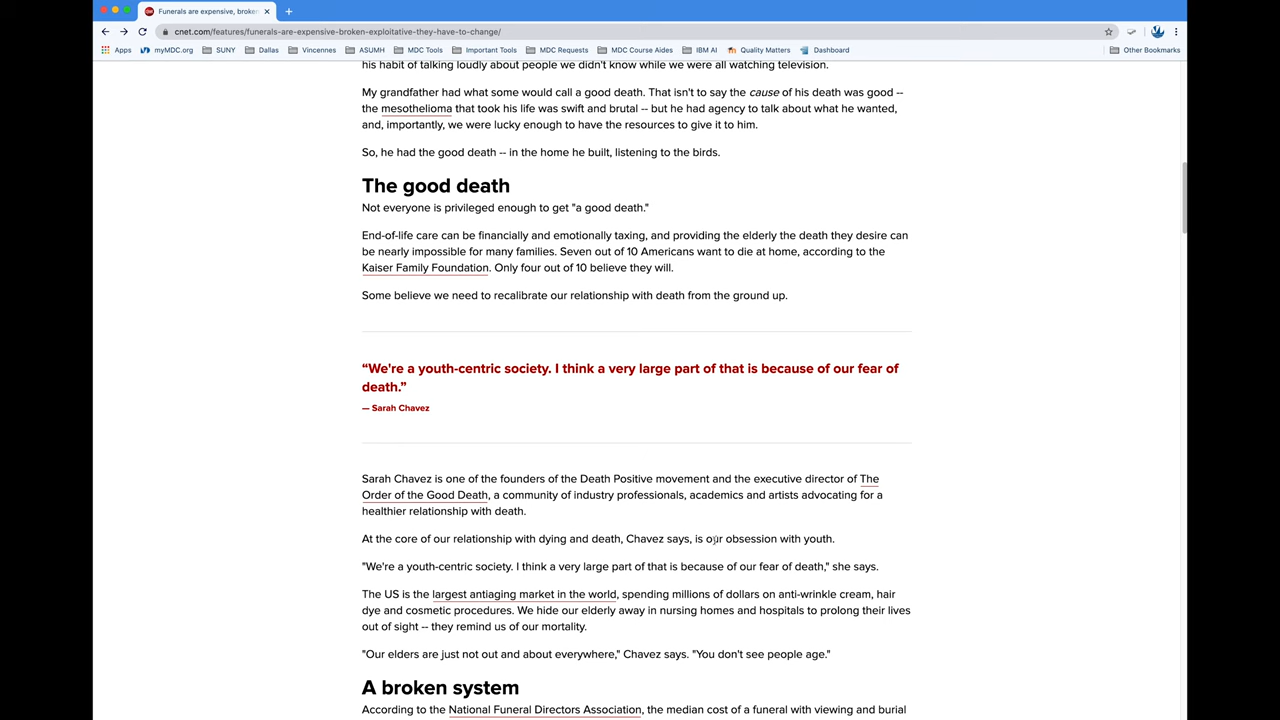 Funerals are expensive, broke
cnet.com/features/funerals-are-expensive-broken-exploitative-they-have-to-change/
Apps myMDC.org SUNY Dallas Vincennes ASUMH MDC Tools Important Tools MDC Requests MDC Course Aides IBM AI Quality Matters Dashboard Other Bookmarks
his habit of talking loudly about people we didn't know while we were all watching television.
My grandfather had what some would call a good death. That isn't to say the cause of his death was good --
the mesothelioma that took his life was swift and brutal -- but he had agency to talk about what he wanted,
and, importantly, we were lucky enough to have the resources to give it to him.
So, he had the good death -- in the home he built, listening to the birds.
The good death
Not everyone is privileged enough to get "a good death."
End-of-life care can be financially and emotionally taxing, and providing the elderly the death they desire can
be nearly impossible for many families. Seven out of 10 Americans want to die at home, according to the
Kaiser Family Foundation. Only four out of 10 believe they will.
Some believe we need to recalibrate our relationship with death from the ground up.
“We're a youth-centric society. I think a very large part of that is because of our fear of
death.”
— Sarah Chavez
Sarah Chavez is one of the founders of the Death Positive movement and the executive director of The
Order of the Good Death, a community of industry professionals, academics and artists advocating for a
healthier relationship with death.
At the core of our relationship with dying and death, Chavez says, is our obsession with youth.
"We're a youth-centric society. I think a very large part of that is because of our fear of death," she says.
The US is the largest antiaging market in the world, spending millions of dollars on anti-wrinkle cream, hair
dye and cosmetic procedures. We hide our elderly away in nursing homes and hospitals to prolong their lives
out of sight -- they remind us of our mortality.
"Our elders are just not out and about everywhere," Chavez says. "You don't see people age."
A broken system
According to the National Funeral Directors Association, the median cost of a funeral with viewing and burial